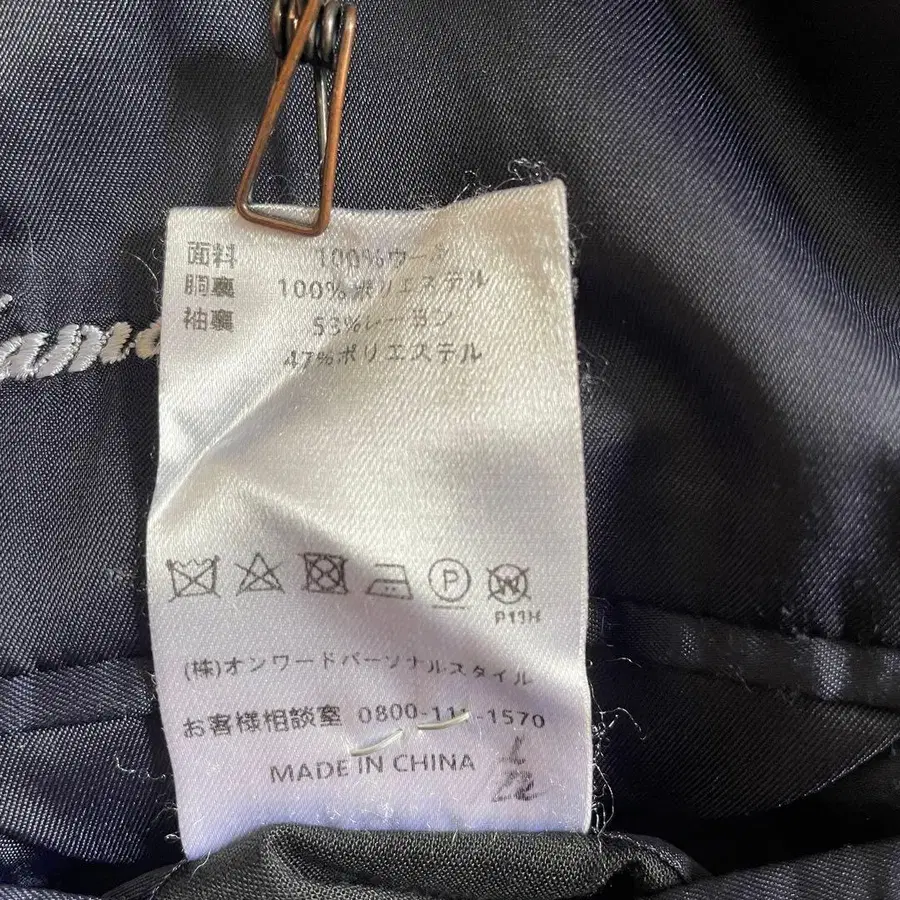 面料 100%ウール
胴裏 100%ポリエステル
袖裏 53%レーヨン
47%ポリエステル
P
W
P13H
(株)オンワードパーソナルスタイル
お客様相談室 0800-111-1570
MADE IN CHINA